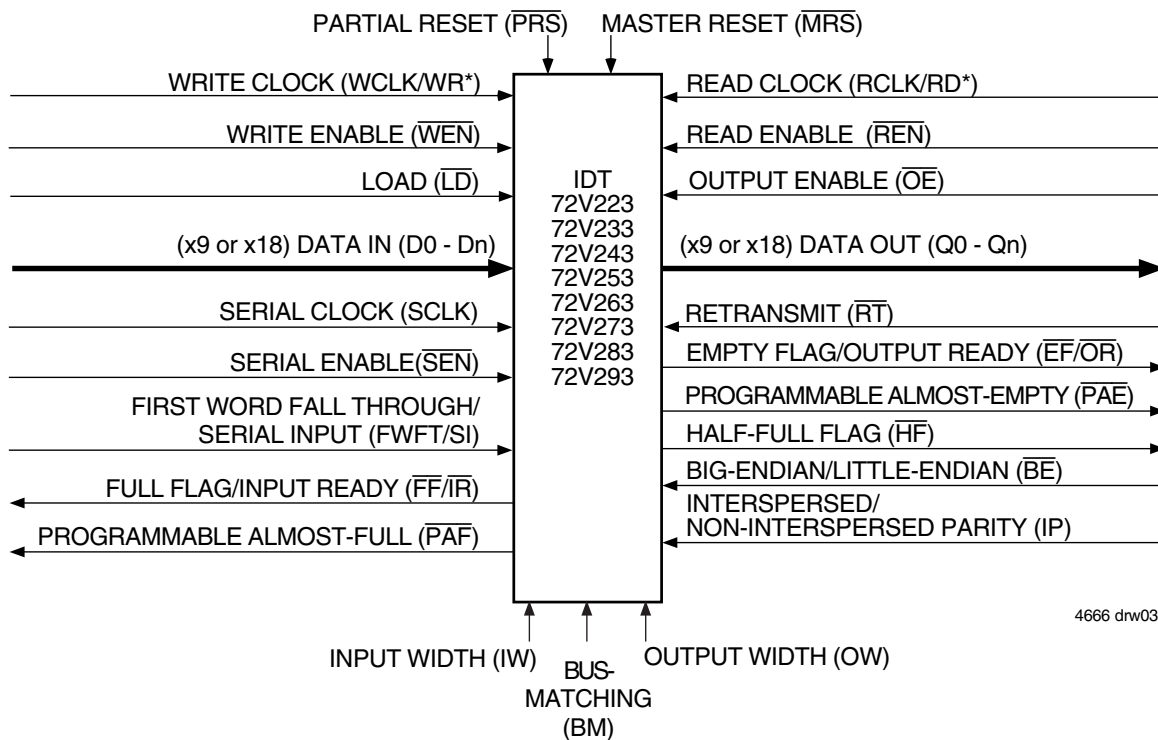 PARTIAL RESET (PRS)
MASTER RESET (MRS)
WRITE CLOCK (WCLK/WR*)
WRITE ENABLE (WEN)
LOAD (LD)
(x9 or x18) DATA IN (D0 - Dn)
SERIAL CLOCK (SCLK)
SERIAL ENABLE(SEN)
FIRST WORD FALL THROUGH/
SERIAL INPUT (FWFT/SI)
FULL FLAG/INPUT READY (FF/IR)
PROGRAMMABLE ALMOST-FULL (PAF)
IDT
72V223
72V233
72V243
72V253
72V263
72V273
72V283
72V293
READ CLOCK (RCLK/RD*)
READ ENABLE (REN)
OUTPUT ENABLE (OE)
(x9 or x18) DATA OUT (Q0 - Qn)
RETRANSMIT (RT)
EMPTY FLAG/OUTPUT READY (EF/OR)
PROGRAMMABLE ALMOST-EMPTY (PAE)
HALF-FULL FLAG (HF)
BIG-ENDIAN/LITTLE-ENDIAN (BE)
INTERSPERSED/
NON-INTERSPERSED PARITY (IP)
4666 drw03
INPUT WIDTH (IW)
BUS-
MATCHING
(BM)
OUTPUT WIDTH (OW)